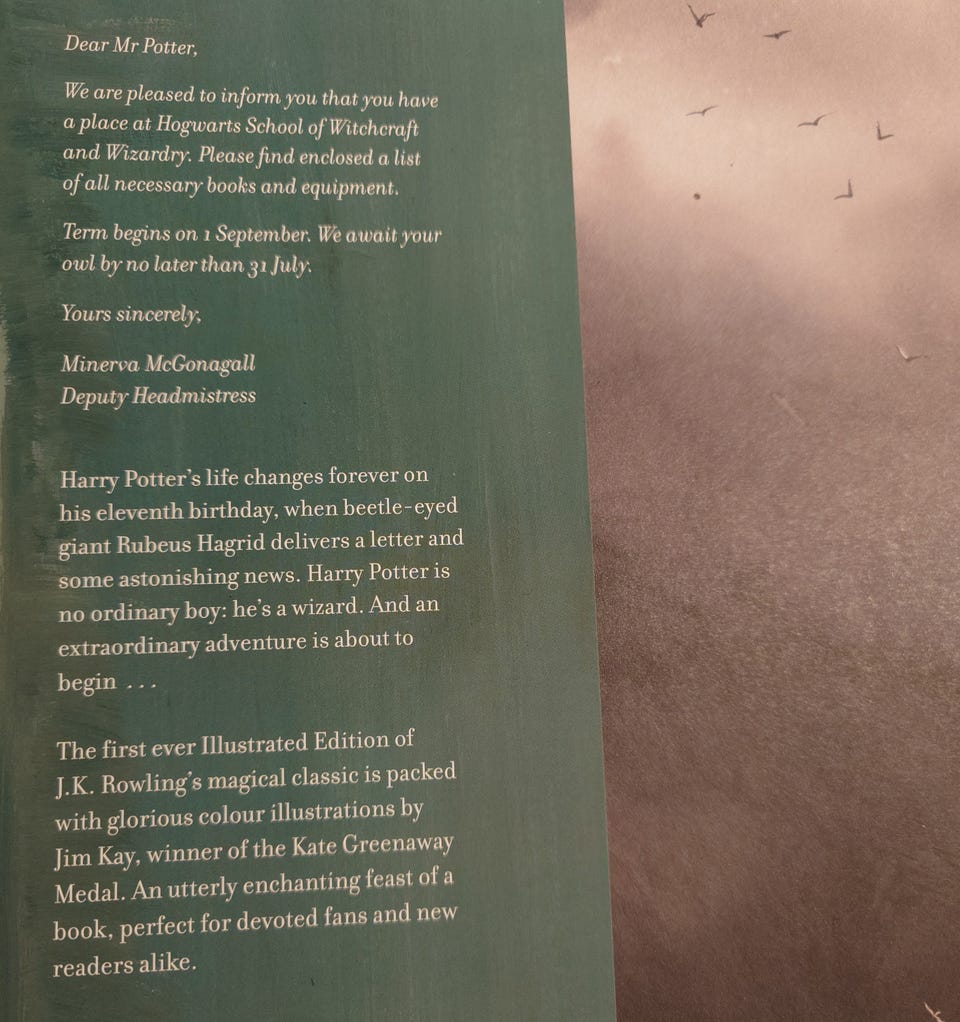 Dear Mr Potter,
We are pleased to inform you that you have
a place at Hogwarts School of Witchcraft
and Wizardry. Please find enclosed a list
of all necessary books and equipment.
Term begins on 1 September. We await your
owl by no later than 31 July.
Yours sincerely,
Minerva McGonagall
Deputy Headmistress
Harry Potter's life changes forever on
his eleventh birthday, when beetle-eyed
giant Rubeus Hagrid delivers a letter and
some astonishing news. Harry Potter is
no ordinary boy: he's a wizard. And an
extraordinary adventure is about to
begin . . .
The first ever Illustrated Edition of
J.K. Rowling's magical classic is packed
with glorious colour illustrations by
Jim Kay, winner of the Kate Greenaway
Medal. An utterly enchanting feast of a
book, perfect for devoted fans and new
readers alike.